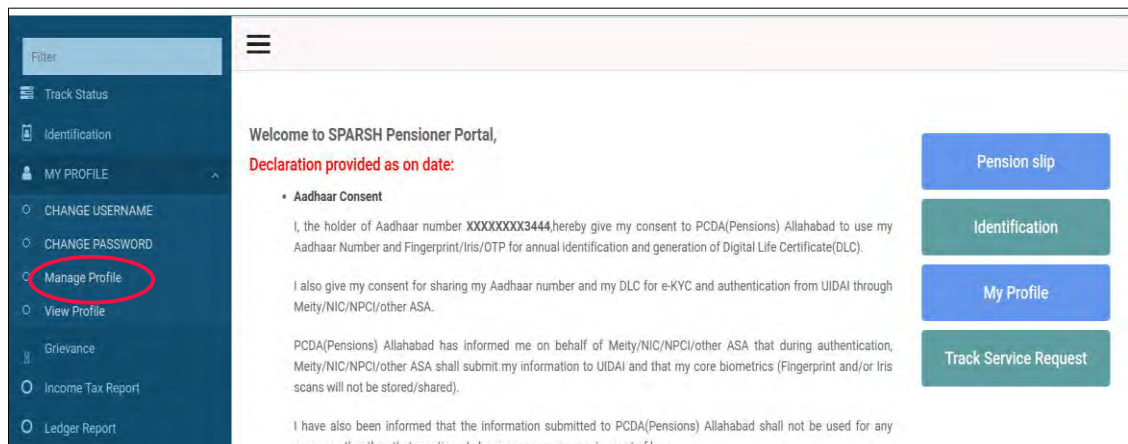 Filter
Track Status
Identification
MY PROFILE
CHANGE USERNAME
CHANGE PASSWORD
Manage Profile
View Profile
Grievance
Income Tax Report
Ledger Report
Welcome to SPARSH Pensioner Portal,
Declaration provided as on date:
• Aadhaar Consent
I, the holder of Aadhaar number XXXXXXXX3444,hereby give my consent to PCDA(Pensions) Allahabad to use my
Aadhaar Number and Fingerprint/Iris/OTP for annual identification and generation of Digital Life Certificate(DLC).
I also give my consent for sharing my Aadhaar number and my DLC for e-KYC and authentication from UIDAI through
Meity/NIC/NPCI/other ASA.
PCDA(Pensions) Allahabad has informed me on behalf of Meity/NIC/NPCI/other ASA that during authentication,
Meity/NIC/NPCI/other ASA shall submit my information to UIDAI and that my core biometrics (Fingerprint and/or Iris
scans will not be stored/shared).
I have also been informed that the information submitted to PCDA(Pensions) Allahabad shall not be used for any
Pension slip
Identification
My Profile
Track Service Request